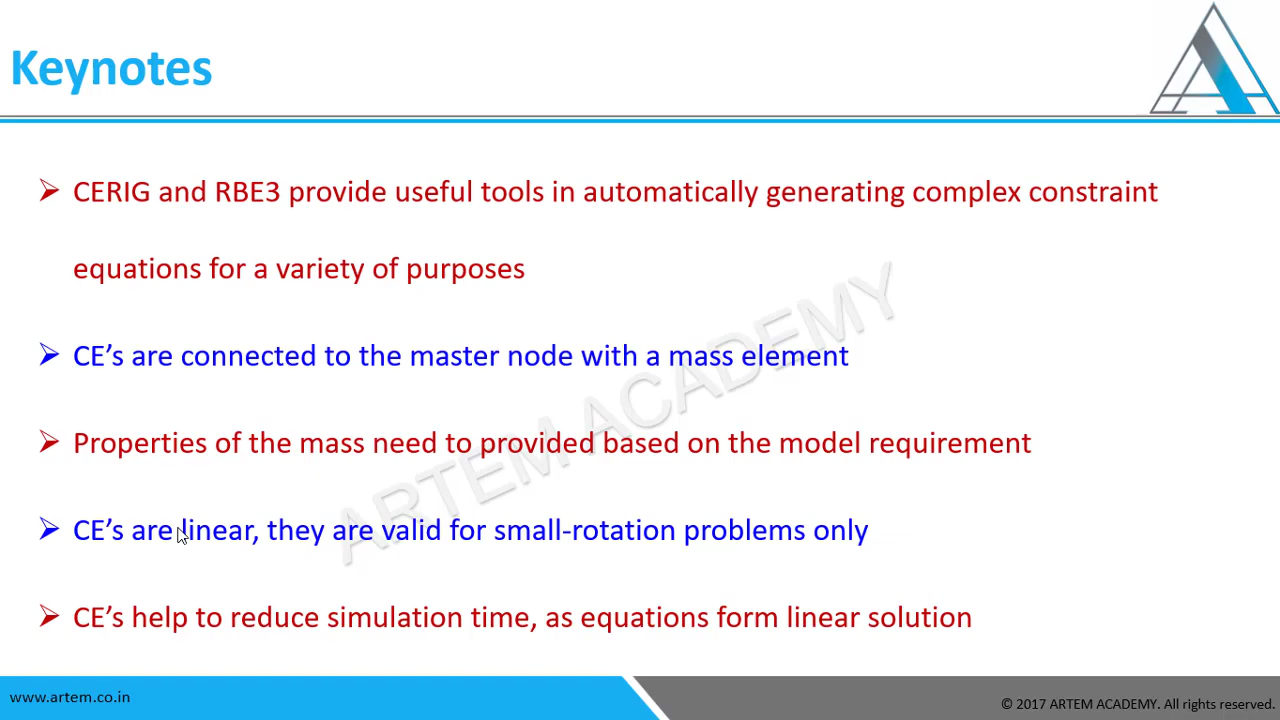 Keynotes
CERIG and RBE3 provide useful tools in automatically generating complex constraint
equations for a variety of purposes
CE’s are connected to the master node with a mass element
Properties of the mass need to provided based on the model requirement
CE’s are linear, they are valid for small-rotation problems only
CE’s help to reduce simulation time, as equations form linear solution
ARTEM ACADEMY
www.artem.co.in
© 2017 ARTEM ACADEMY. All rights reserved.